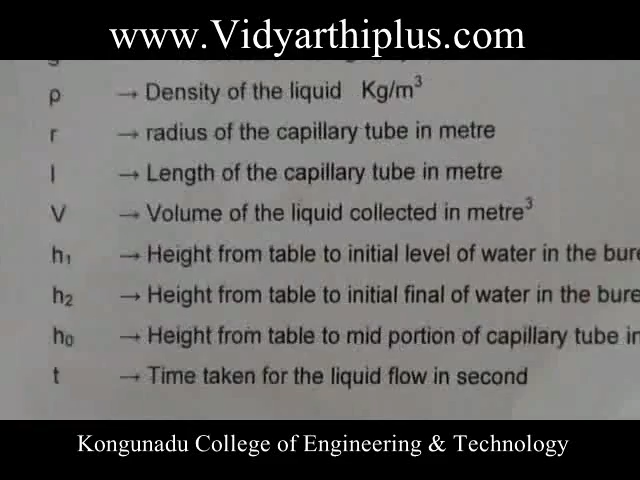 www.Vidyarthiplus.com
ρ → Density of the liquid Kg/m³
r → radius of the capillary tube in metre
l → Length of the capillary tube in metre
V → Volume of the liquid collected in metre³
h₁ → Height from table to initial level of water in the bure
h₂ → Height from table to initial final of water in the bure
h₀ → Height from table to mid portion of capillary tube in
t → Time taken for the liquid flow in second
Kongunadu College of Engineering & Technology